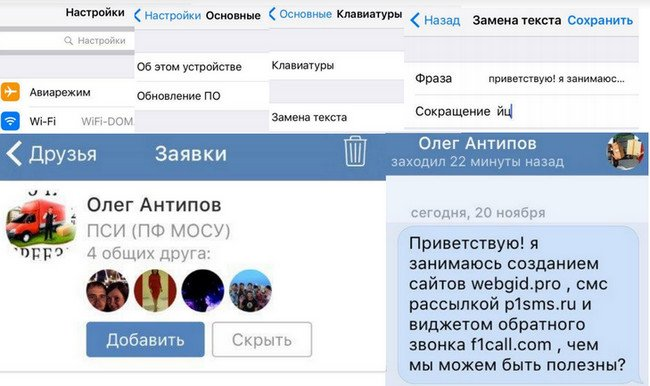 Настройки
Настройки
Авиарежим
Wi-Fi WiFi-DOM
Настройки Основные
Об этом устройстве
Обновление ПО
Основные Клавиатуры
Клавиатуры
Замена текста
Назад Замена текста Сохранить
Фраза приветствую! я занимаюс...
Сокращение йц
Друзья Заявки
Олег Антипов
ПСИ (ПФ МОСУ)
4 общих друга:
Добавить Скрыть
Олег Антипов
заходил 22 минуты назад
сегодня, 20 ноября
Приветствую! я
занимаюсь созданием
сайтов webgid.pro , смс
рассылкой p1sms.ru и
виджетом обратного
звонка f1call.com , чем
мы можем быть полезны?